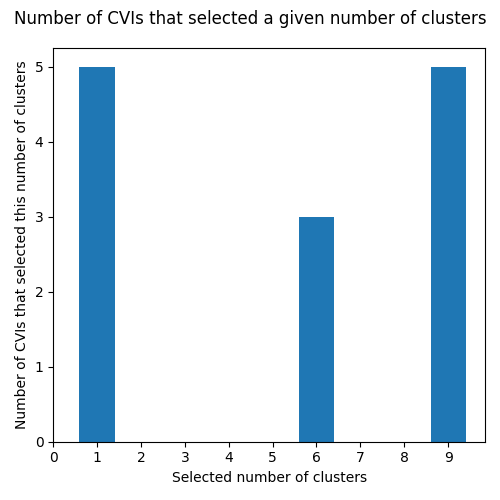 Number of CVIs that selected a given number of clusters
Number of CVIs that selected this number of clusters
5
4
3
2
1
0
0 1 2 3 4 5 6 7 8 9
Selected number of clusters